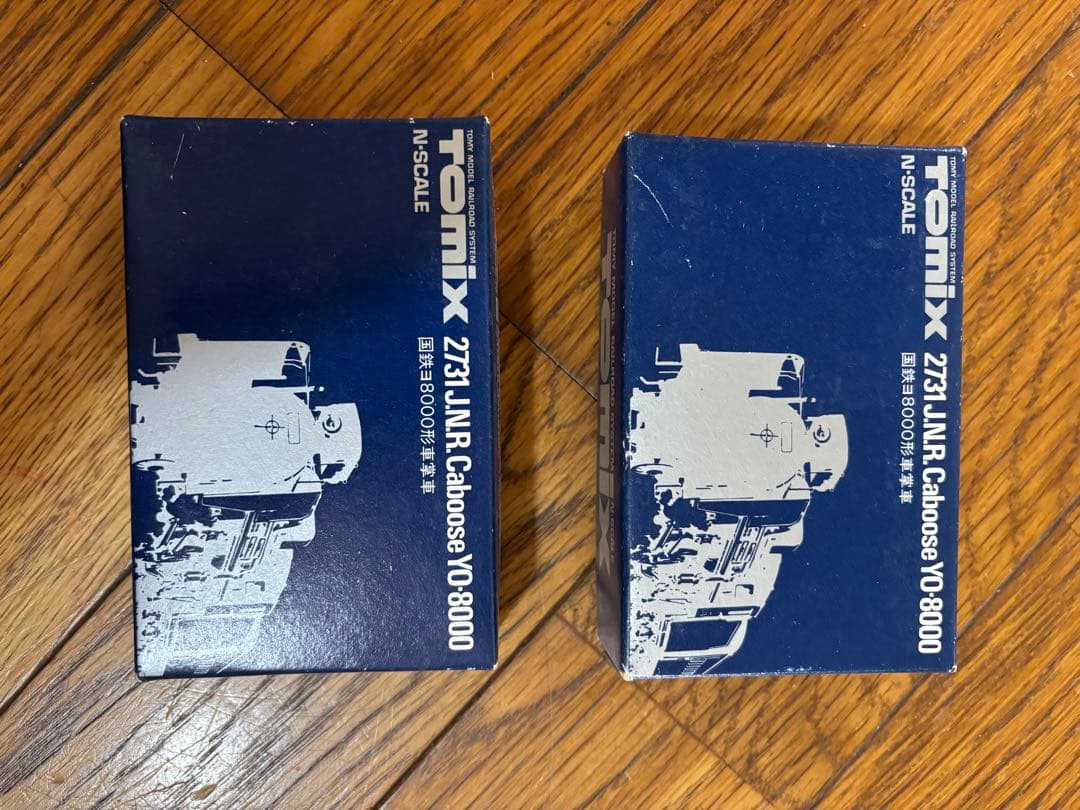 TOMY MODEL RAILROAD SYSTEM
TOMIX 2731 J.N.R. Caboose YO·8000
N·SCALE
国鉄ヨ8000形車掌車
TOMY MODEL RAILROAD SYSTEM
TOMIX 2731 J.N.R. Caboose YO·8000
N·SCALE
国鉄ヨ8000形車掌車
TOMIX